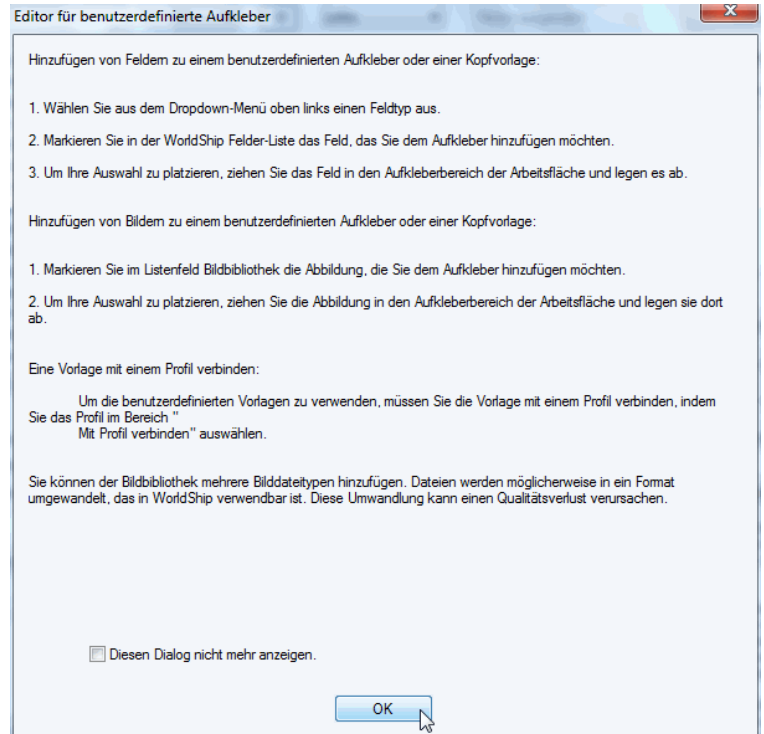 Editor für benutzerdefinierte Aufkleber
Hinzufügen von Feldern zu einem benutzerdefinierten Aufkleber oder einer Kopfvorlage:
1. Wählen Sie aus dem Dropdown-Menü oben links einen Feldtyp aus.
2. Markieren Sie in der WorldShip Felder-Liste das Feld, das Sie dem Aufkleber hinzufügen möchten.
3. Um Ihre Auswahl zu platzieren, ziehen Sie das Feld in den Aufkleberbereich der Arbeitsfläche und legen es ab.
Hinzufügen von Bildern zu einem benutzerdefinierten Aufkleber oder einer Kopfvorlage:
1. Markieren Sie im Listenfeld Bildbibliothek die Abbildung, die Sie dem Aufkleber hinzufügen möchten.
2. Um Ihre Auswahl zu platzieren, ziehen Sie die Abbildung in den Aufkleberbereich der Arbeitsfläche und legen sie dort
ab.
Eine Vorlage mit einem Profil verbinden:
Um die benutzerdefinierten Vorlagen zu verwenden, müssen Sie die Vorlage mit einem Profil verbinden, indem
Sie das Profil im Bereich "
Mit Profil verbinden" auswählen.
Sie können der Bildbibliothek mehrere Bilddateitypen hinzufügen. Dateien werden möglicherweise in ein Format
umgewandelt, das in WorldShip verwendbar ist. Diese Umwandlung kann einen Qualitätsverlust verursachen.
Diesen Dialog nicht mehr anzeigen.
OK